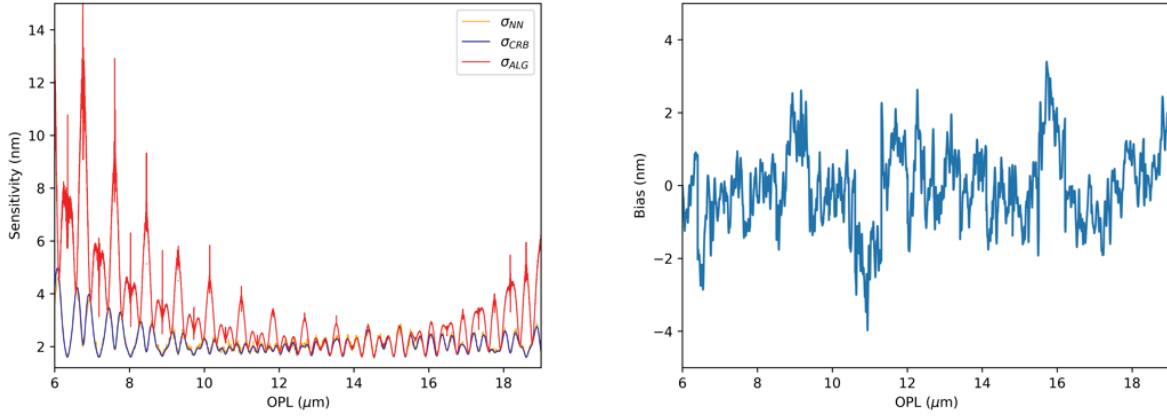 14
12
10
8
6
4
2
Sensitivity (nm)
6 8 10 12 14 16 18
OPL (μm)
σNN
σCRB
σALG
4
2
0
−2
−4
Bias (nm)
6 8 10 12 14 16 18
OPL (μm)